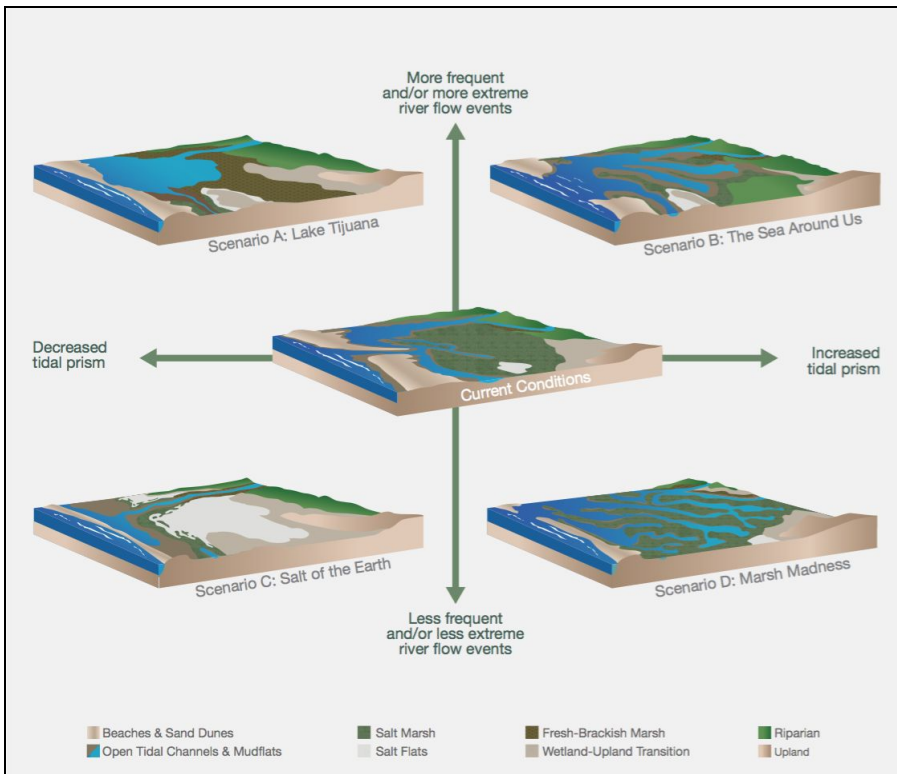 More frequent
and/or more extreme
river flow events
Scenario A: Lake Tijuana
Scenario B: The Sea Around Us
Decreased
tidal prism
Current Conditions
Increased
tidal prism
Scenario C: Salt of the Earth
Scenario D: Marsh Madness
Less frequent
and/or less extreme
river flow events
Beaches & Sand Dunes
Salt Marsh
Fresh-Brackish Marsh
Riparian
Open Tidal Channels & Mudflats
Salt Flats
Wetland-Upland Transition
Upland